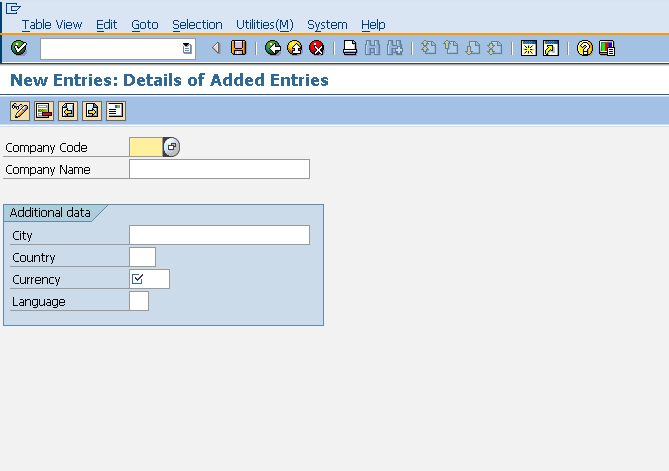 Table View Edit Goto Selection Utilities(M) System Help
New Entries: Details of Added Entries
Company Code
Company Name
Additional data
City
Country
Currency
Language